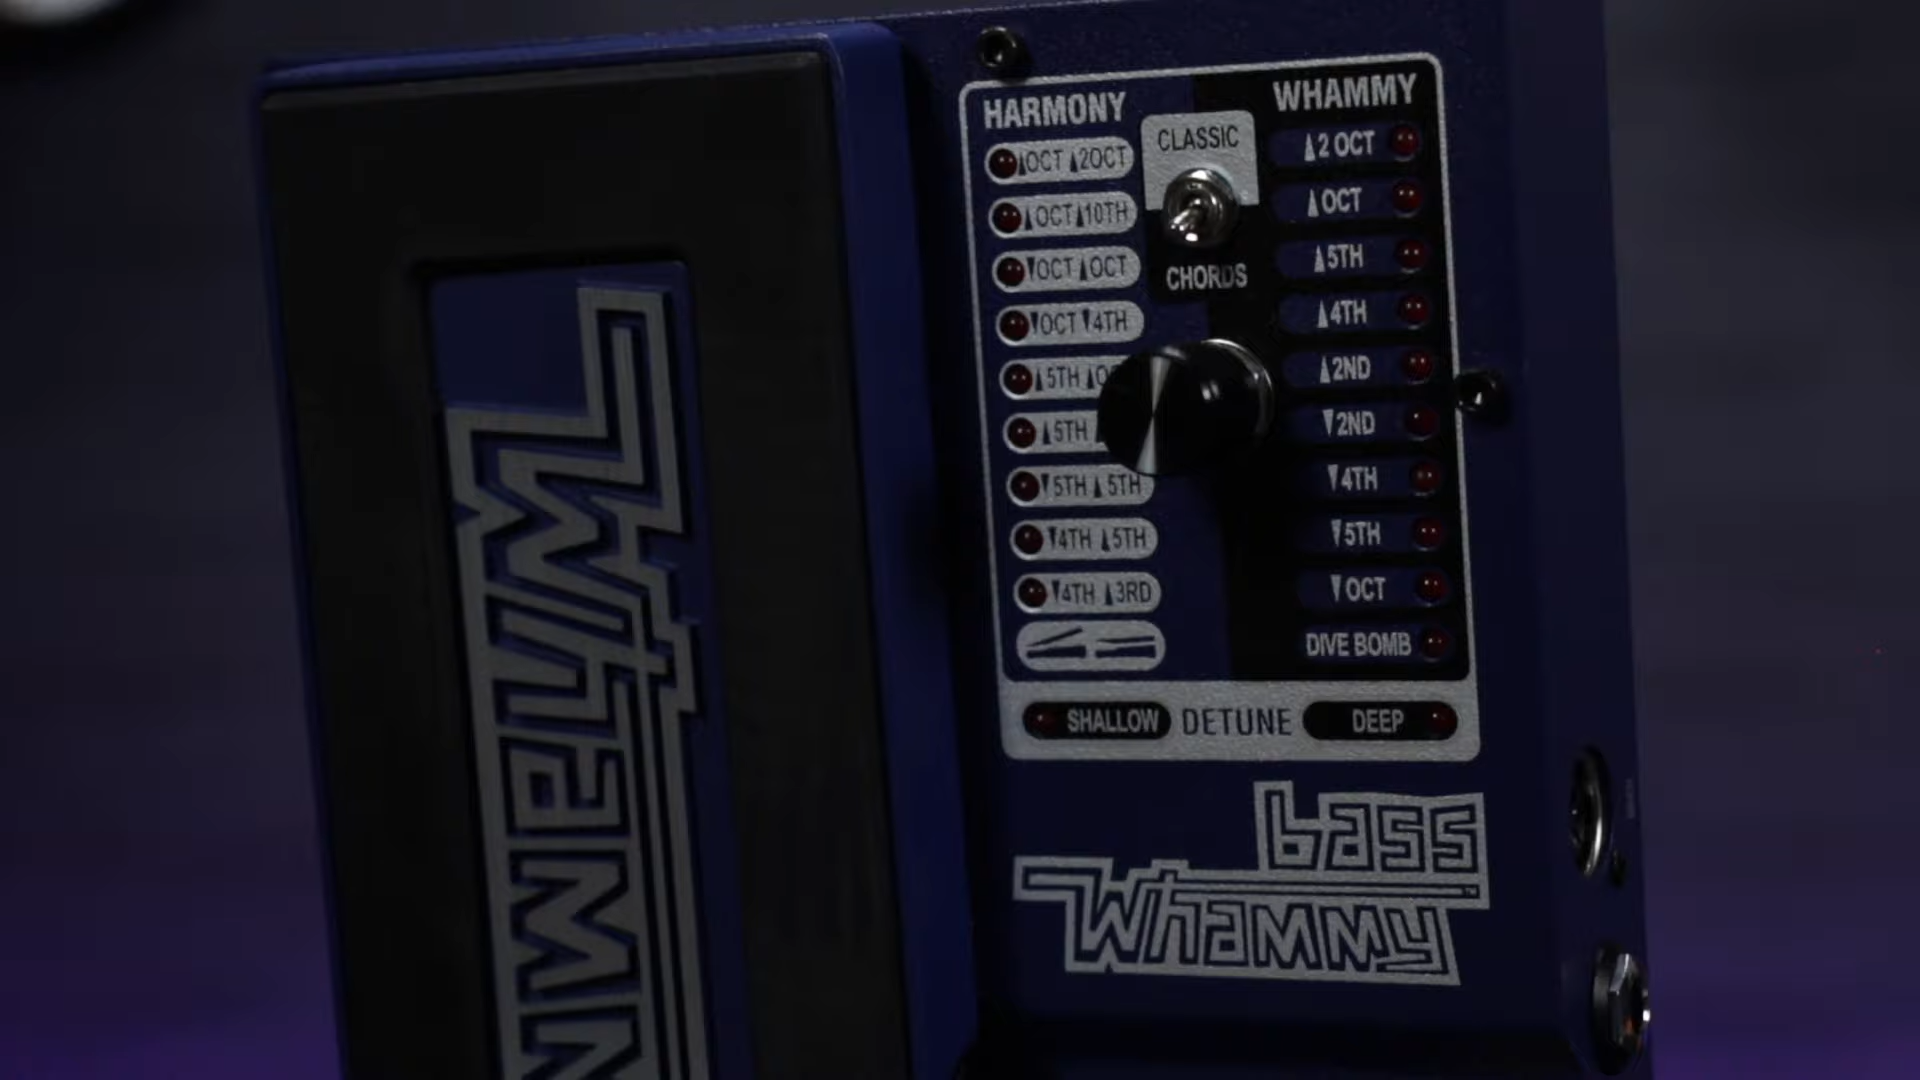 HARMONY
▲OCT ▲2OCT
▲OCT ▲10TH
▼OCT ▲OCT
▼OCT ▼4TH
▲5TH
▲5TH
▼5TH ▲5TH
▼4TH ▲5TH
▼4TH ▲3RD
CLASSIC
CHORDS
WHAMMY
▲2 OCT
▲OCT
▲5TH
▲4TH
▲2ND
▼2ND
▼4TH
▼5TH
▼OCT
DIVE BOMB
SHALLOW DETUNE DEEP
bass
Whammy
Whamm